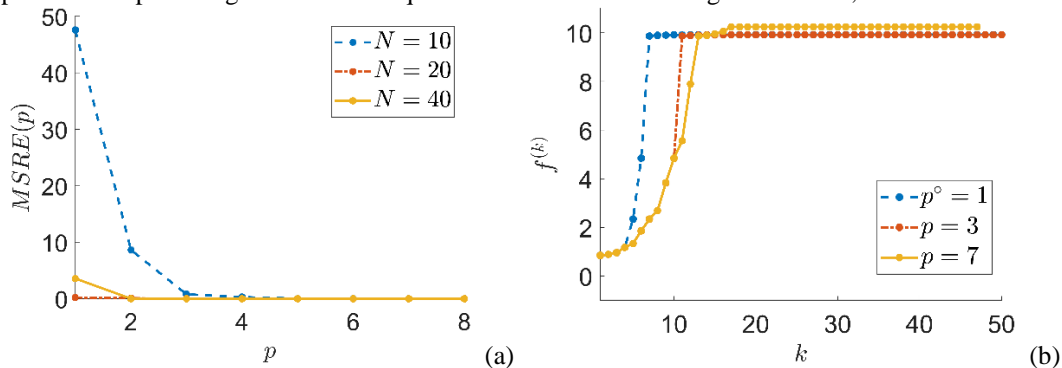 50
40
30
20
10
0
MSRE(p)
N = 10
N = 20
N = 40
2 4 6 8
p
(a)
10
8
6
4
2
0
f^(k)
p° = 1
p = 3
p = 7
10 20 30 40 50
k
(b)